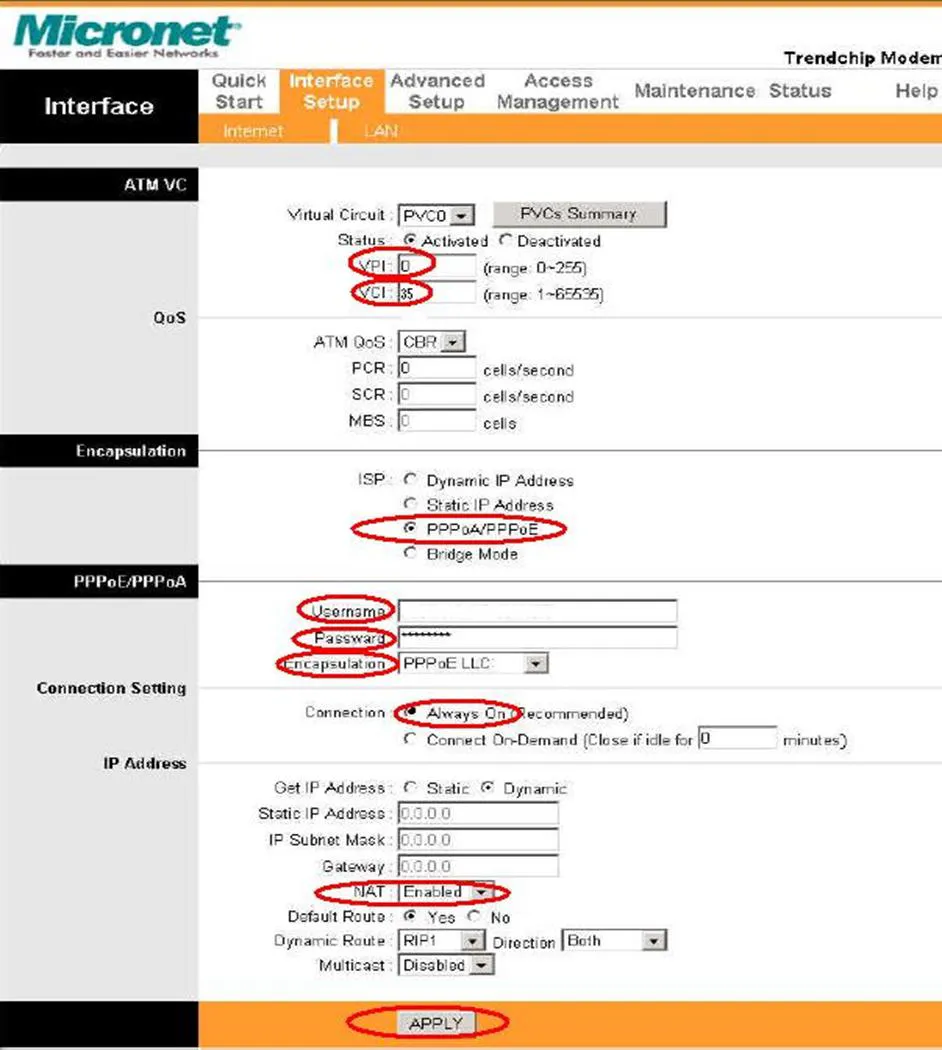 Micronet
Faster and Easier Networks
Trendchip Modem
Interface
Quick Start
Interface Setup
Advanced Setup
Access Management
Maintenance
Status
Help
Internet
LAN
ATM VC
Virtual Circuit : PVC0 PVCs Summary
Status : Activated Deactivated
VPI : 0 (range: 0~255)
VCI : 35 (range: 1~65535)
QoS
ATM QoS : CBR
PCR : 0 cells/second
SCR : 0 cells/second
MBS : 0 cells
Encapsulation
ISP : Dynamic IP Address
Static IP Address
PPPoA/PPPoE
Bridge Mode
PPPoE/PPPoA
Username
Password ********
Encapsulation PPPoE LLC
Connection Setting
Connection : Always On (Recommended)
Connect On-Demand (Close if idle for 0 minutes)
IP Address
Get IP Address : Static Dynamic
Static IP Address : 0.0.0.0
IP Subnet Mask : 0.0.0.0
Gateway : 0.0.0.0
NAT : Enabled
Default Route : Yes No
Dynamic Route : RIP1 Direction Both
Multicast : Disabled
APPLY